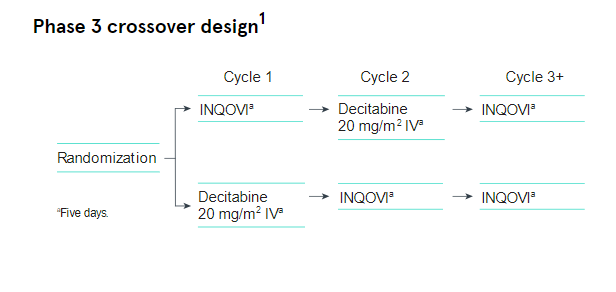 Phase 3 crossover design¹
Cycle 1
Cycle 2
Cycle 3+
INQOVIª
Decitabine
20 mg/m² IVª
INQOVIª
Randomization
Decitabine
20 mg/m² IVª
INQOVIª
INQOVIª
ªFive days.